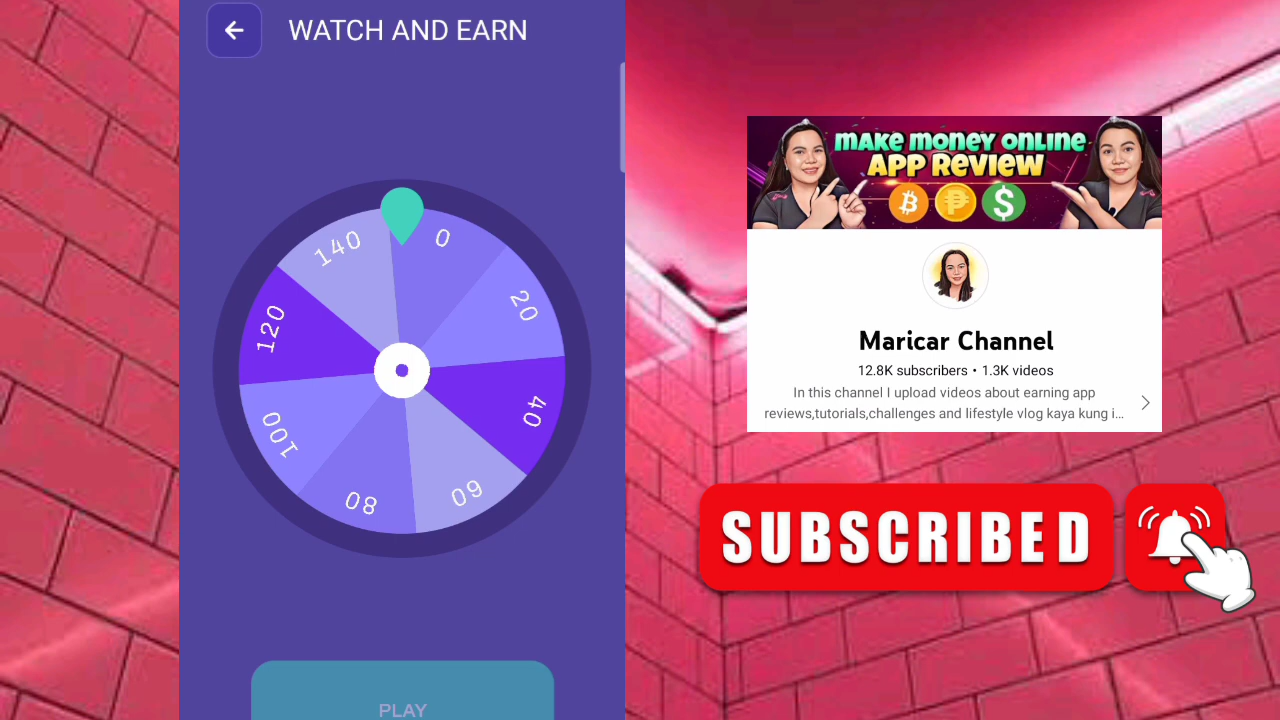 WATCH AND EARN
0
20
40
60
80
100
120
140
PLAY
MAKE MONEY ONLINE
APP REVIEW
Maricar Channel
12.8K subscribers • 1.3K videos
In this channel I upload videos about earning app
reviews,tutorials,challenges and lifestyle vlog kaya kung i...
SUBSCRIBED